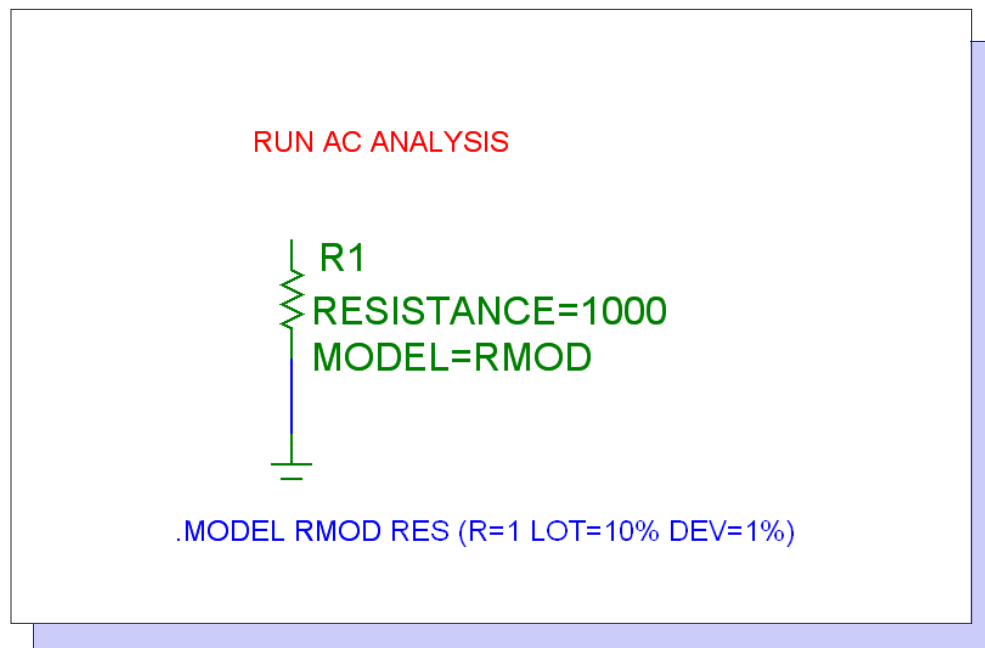 RUN AC ANALYSIS
R1
RESISTANCE=1000
MODEL=RMOD
.MODEL RMOD RES (R=1 LOT=10% DEV=1%)